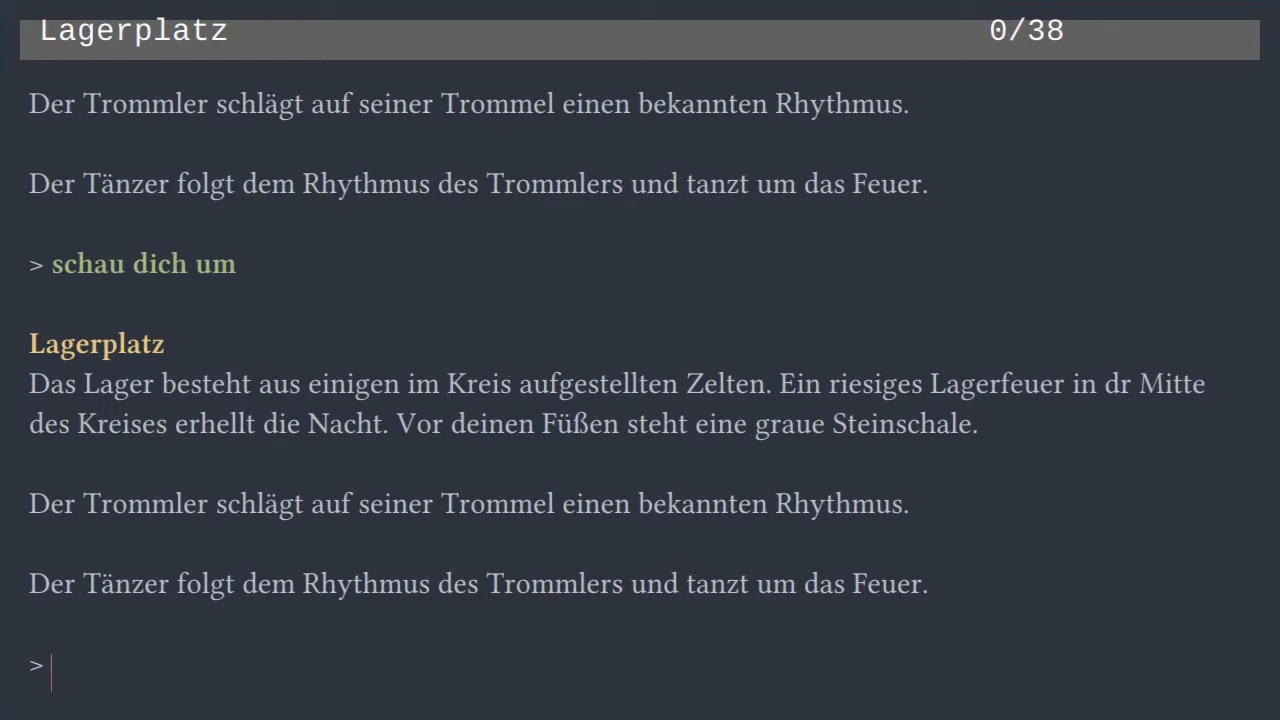 Lagerplatz 0/38
Der Trommler schlägt auf seiner Trommel einen bekannten Rhythmus.
Der Tänzer folgt dem Rhythmus des Trommlers und tanzt um das Feuer.
> schau dich um
Lagerplatz
Das Lager besteht aus einigen im Kreis aufgestellten Zelten. Ein riesiges Lagerfeuer in dr Mitte
des Kreises erhellt die Nacht. Vor deinen Füßen steht eine graue Steinschale.
Der Trommler schlägt auf seiner Trommel einen bekannten Rhythmus.
Der Tänzer folgt dem Rhythmus des Trommlers und tanzt um das Feuer.
>